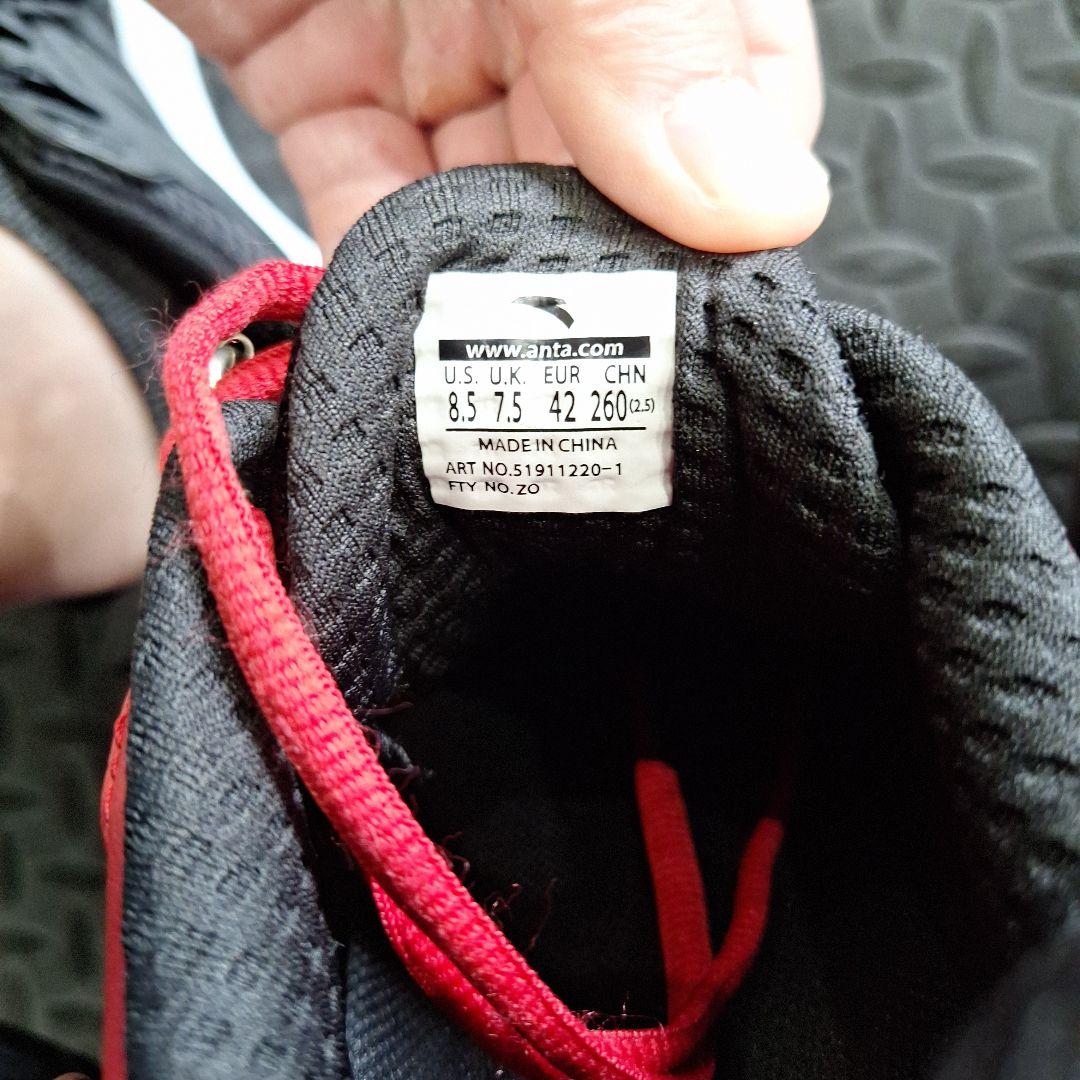 www.anta.com
U.S. U.K. EUR CHN
8.5 7.5 42 260(2.5)
MADE IN CHINA
ART NO.51911220-1
FTY NO.ZO